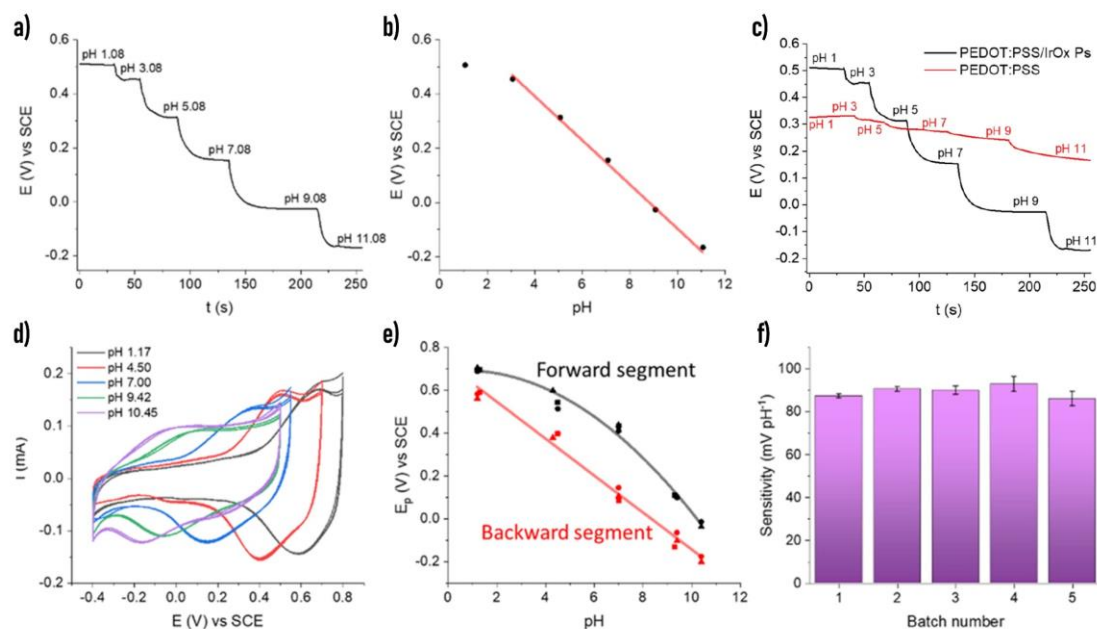 a)
pH 1.08
pH 3.08
pH 5.08
pH 7.08
pH 9.08
pH 11.08
0.6
0.4
0.2
0.0
-0.2
E (V) vs SCE
0 50 100 150 200 250
t (s)
b)
0.6
0.4
0.2
0.0
-0.2
E (V) vs SCE
0 2 4 6 8 10 12
pH
c)
PEDOT:PSS/IrOx Ps
PEDOT:PSS
pH 1
pH 3
pH 5
pH 7
pH 9
pH 11
pH 1
pH 3
pH 5
pH 7
pH 9
pH 11
0.6
0.5
0.4
0.3
0.2
0.1
0.0
-0.1
-0.2
E (V) vs SCE
0 50 100 150 200 250
t (s)
d)
pH 1.17
pH 4.50
pH 7.00
pH 9.42
pH 10.45
0.2
0.1
0.0
-0.1
-0.2
I (mA)
-0.4 -0.2 0.0 0.2 0.4 0.6 0.8
E (V) vs SCE
e)
Forward segment
Backward segment
0.8
0.6
0.4
0.2
0.0
-0.2
-0.4
Ep (V) vs SCE
0 2 4 6 8 10 12
pH
f)
100
80
60
40
20
0
Sensitivity (mV pH⁻¹)
1 2 3 4 5
Batch number